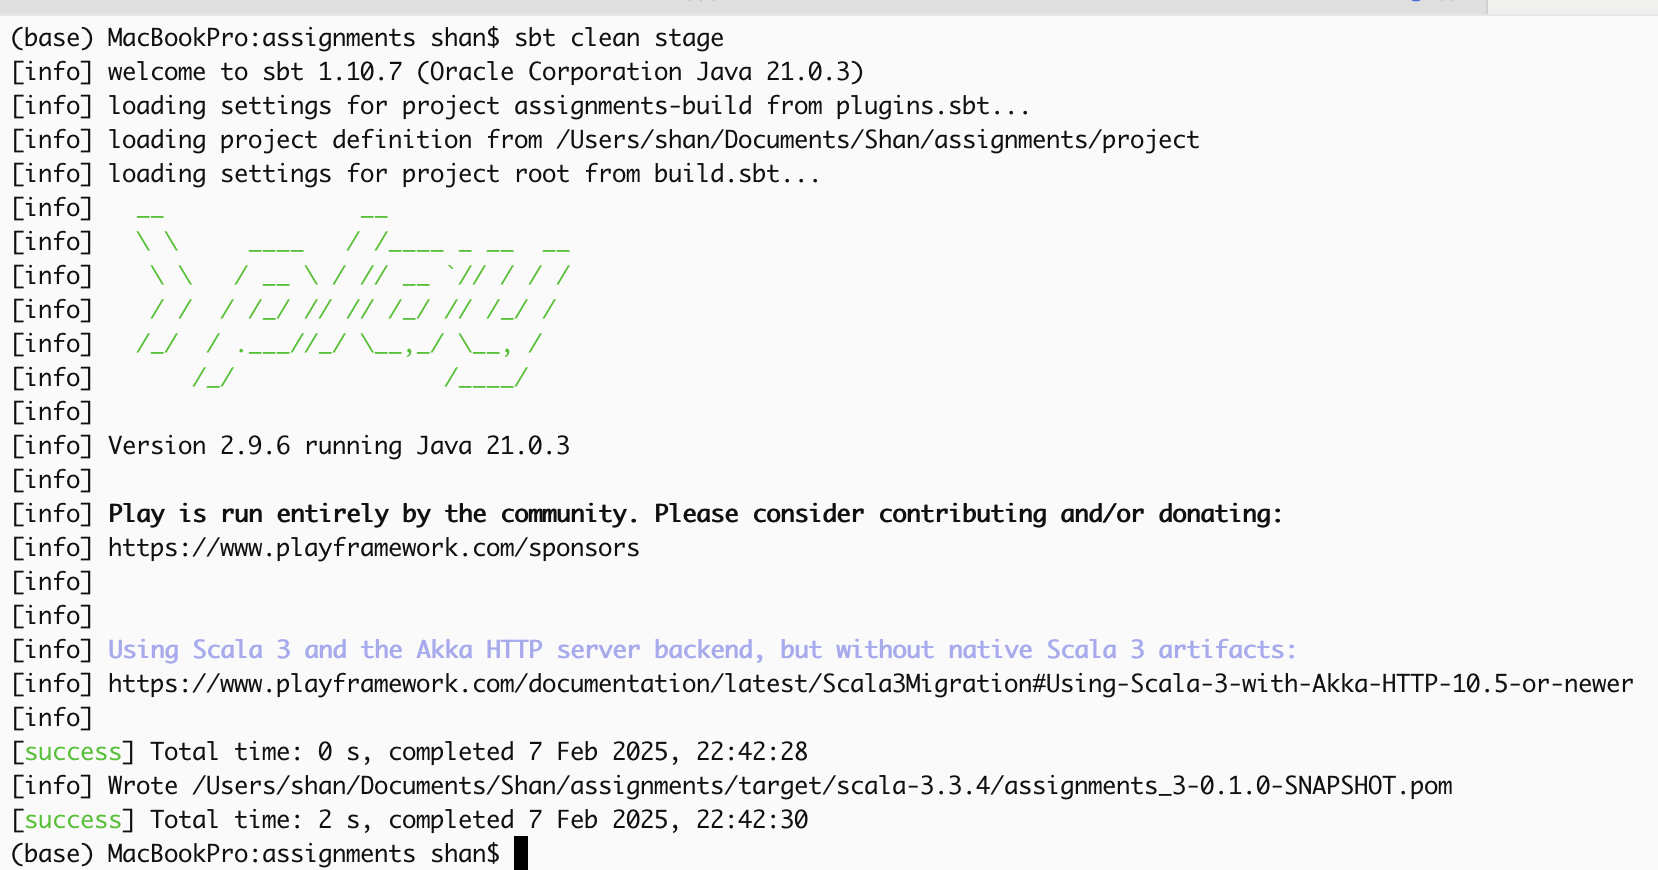 (base) MacBookPro:assignments shan$ sbt clean stage
[info] welcome to sbt 1.10.7 (Oracle Corporation Java 21.0.3)
[info] loading settings for project assignments-build from plugins.sbt...
[info] loading project definition from /Users/shan/Documents/Shan/assignments/project
[info] loading settings for project root from build.sbt...
[info]   __              __
[info]   \ \     ____   / /____ _ __  __
[info]    \ \   / __ \ / // __ `// / / /
[info]    / /  / /_/ // // /_/ // /_/ /
[info]   /_/  / .___//_/ \__,_/ \__, /
[info]       /_/               /____/
[info]
[info] Version 2.9.6 running Java 21.0.3
[info]
[info] Play is run entirely by the community. Please consider contributing and/or donating:
[info] https://www.playframework.com/sponsors
[info]
[info]
[info] Using Scala 3 and the Akka HTTP server backend, but without native Scala 3 artifacts:
[info] https://www.playframework.com/documentation/latest/Scala3Migration#Using-Scala-3-with-Akka-HTTP-10.5-or-newer
[info]
[success] Total time: 0 s, completed 7 Feb 2025, 22:42:28
[info] Wrote /Users/shan/Documents/Shan/assignments/target/scala-3.3.4/assignments_3-0.1.0-SNAPSHOT.pom
[success] Total time: 2 s, completed 7 Feb 2025, 22:42:30
(base) MacBookPro:assignments shan$